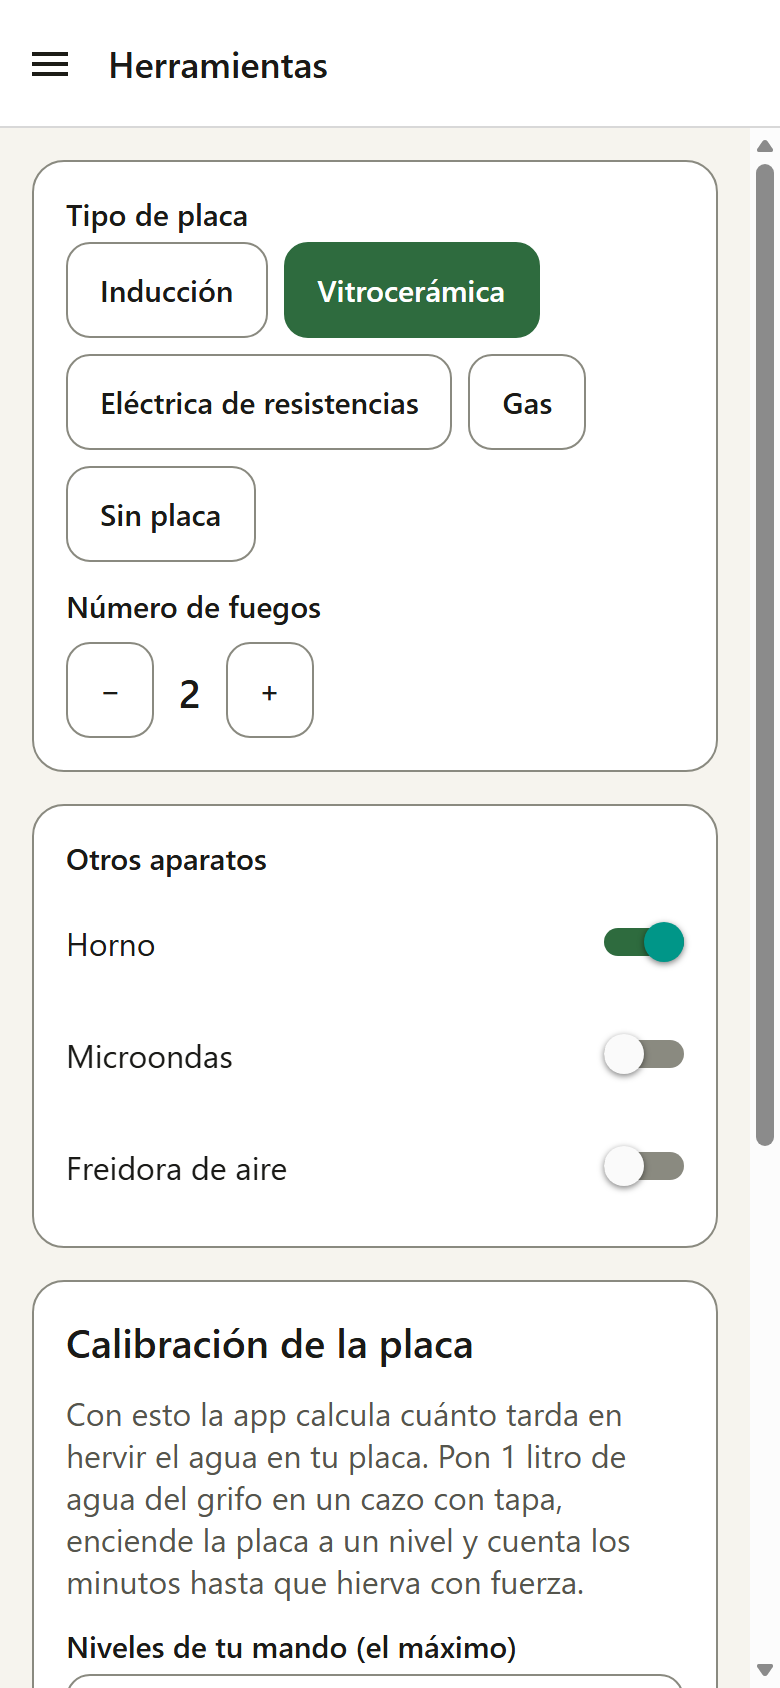 Herramientas
Tipo de placa
Inducción
Vitrocerámica
Eléctrica de resistencias
Gas
Sin placa
Número de fuegos
− 2 +
Otros aparatos
Horno
Microondas
Freidora de aire
Calibración de la placa
Con esto la app calcula cuánto tarda en
hervir el agua en tu placa. Pon 1 litro de
agua del grifo en un cazo con tapa,
enciende la placa a un nivel y cuenta los
minutos hasta que hierva con fuerza.
Niveles de tu mando (el máximo)